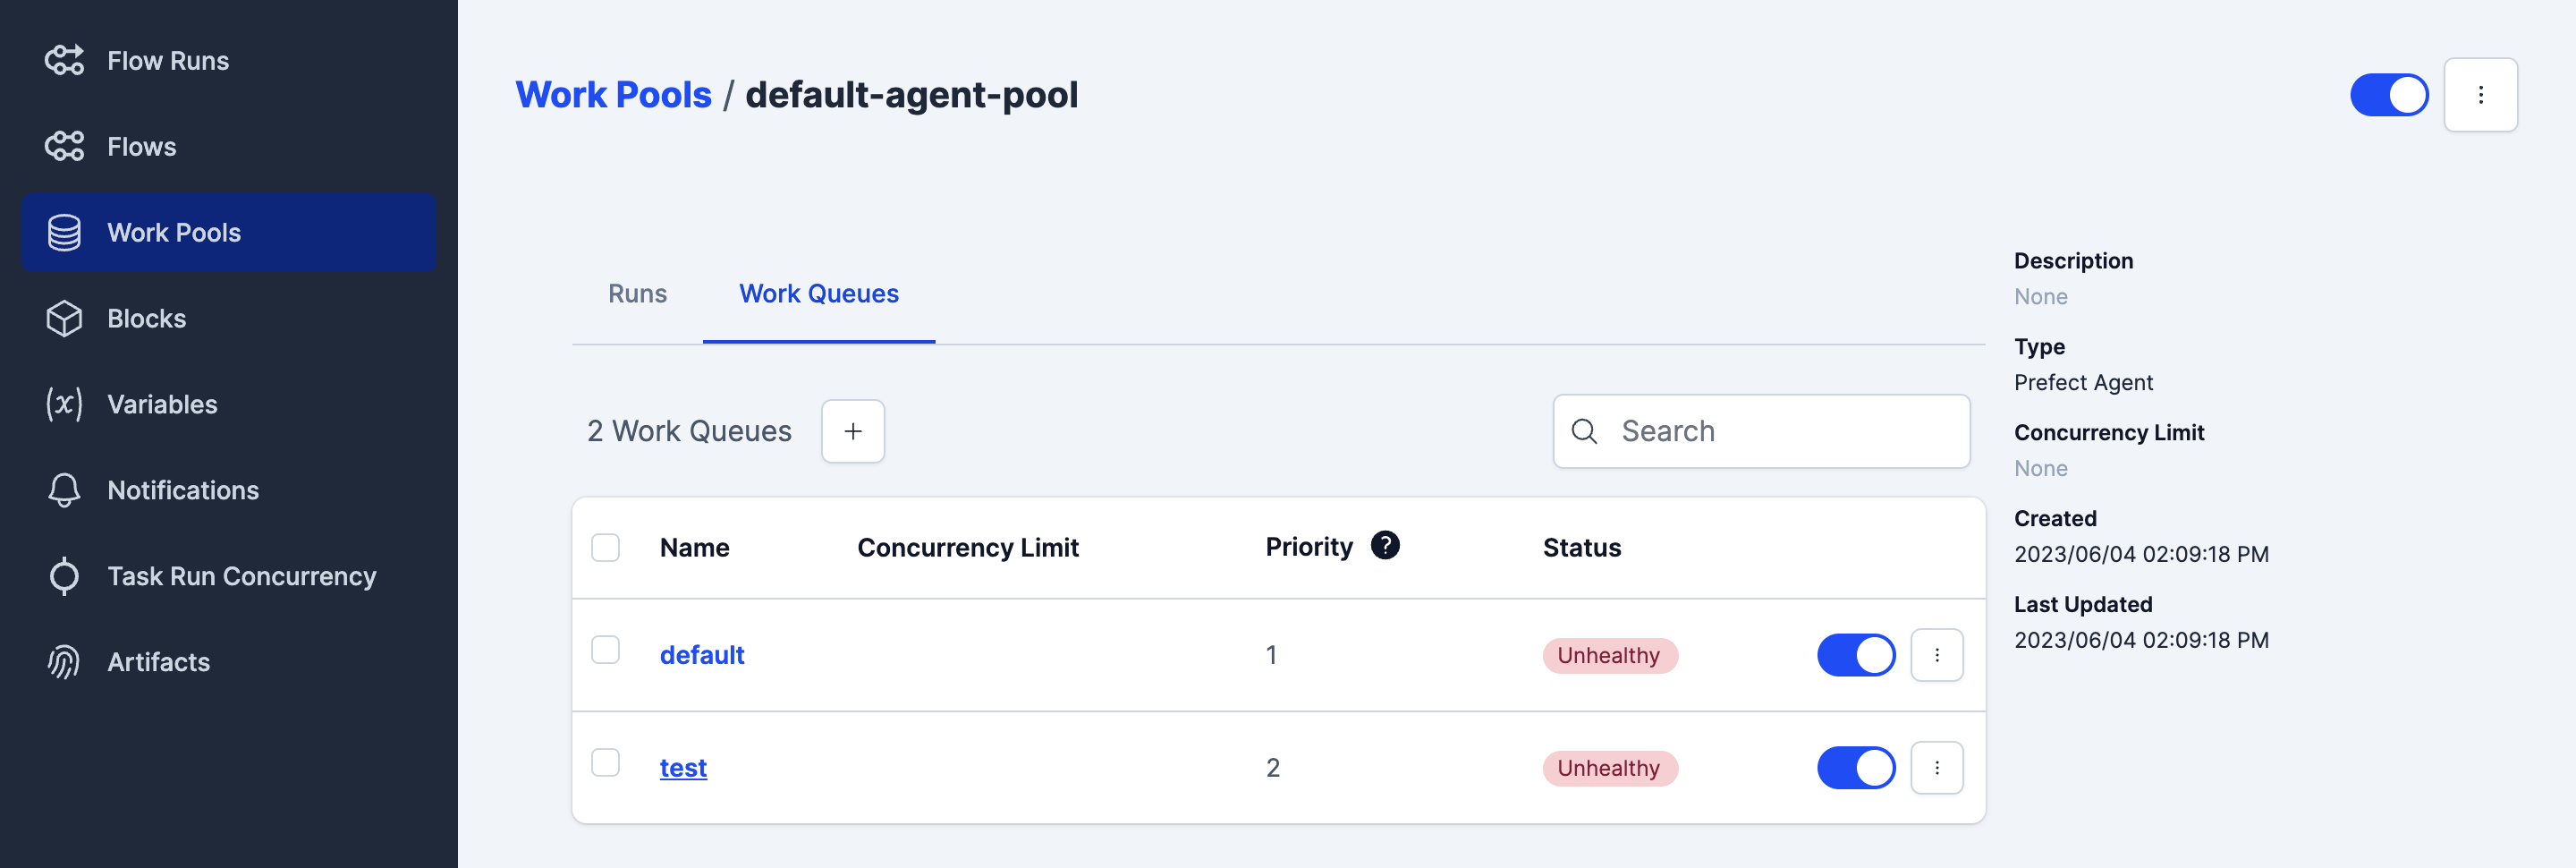 Flow Runs
Flows
Work Pools
Blocks
Variables
Notifications
Task Run Concurrency
Artifacts
Work Pools / default-agent-pool
Runs Work Queues
2 Work Queues +
Search
Name Concurrency Limit Priority ? Status
default 1 Unhealthy
test 2 Unhealthy
Description
None
Type
Prefect Agent
Concurrency Limit
None
Created
2023/06/04 02:09:18 PM
Last Updated
2023/06/04 02:09:18 PM